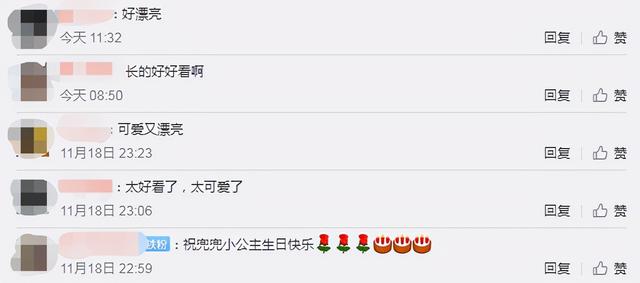 ：好漂亮
今天 11:32 回复 赞
长的好好看啊
今天 08:50 回复 赞
：可爱又漂亮
11月18日 23:23 回复 赞
：太好看了，太可爱了
11月18日 23:06 回复 赞
铁粉：祝兜兜小公主生日快乐🌹🌹🌹🎂🎂🎂
11月18日 22:59 回复 赞